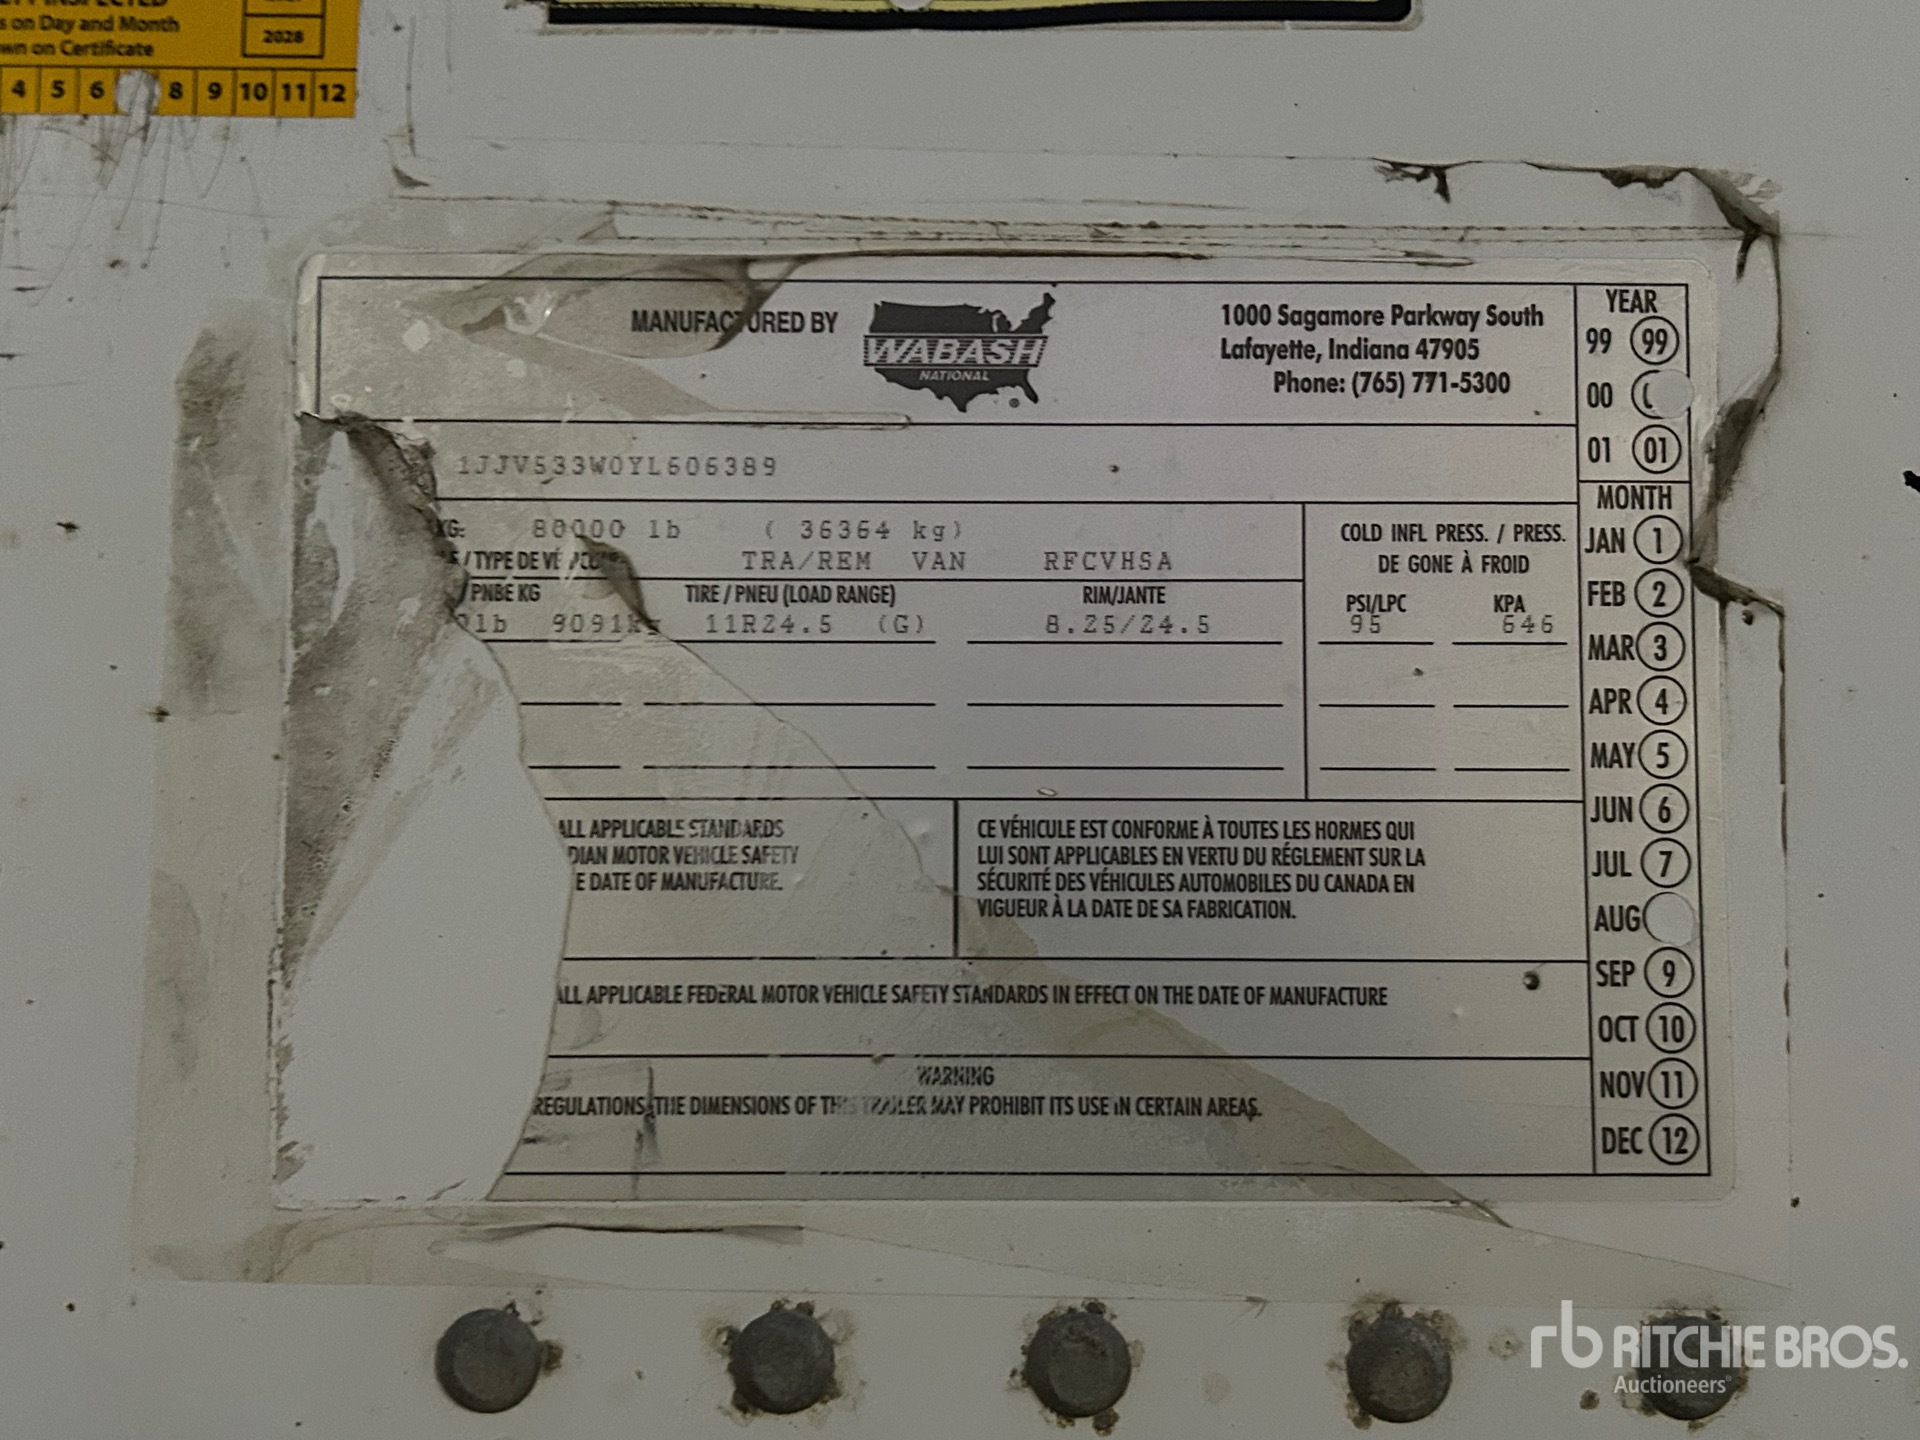 s on Day and Month
wn on Certificate
2028
4 5 6 8 9 10 11 12
MANUFACTURED BY
WABASH
NATIONAL
®
1000 Sagamore Parkway South
Lafayette, Indiana 47905
Phone: (765) 771-5300
YEAR
99 99
00
01 01
1JJV533W0YL606389
KG: 80000 lb ( 36364 kg)
/ TYPE DE VÉ TRA/REM VAN RFCVHSA
COLD INFL PRESS. / PRESS.
DE GONE À FROID
/ PNBE KG TIRE / PNEU (LOAD RANGE) RIM/JANTE PSI/LPC KPA
lb 9091kg 11R24.5 (G) 8.25/24.5 95 646
MONTH
JAN 1
FEB 2
MAR 3
APR 4
MAY 5
JUN 6
JUL 7
AUG
SEP 9
OCT 10
NOV 11
DEC 12
ALL APPLICABLE STANDARDS
DIAN MOTOR VEHICLE SAFETY
E DATE OF MANUFACTURE.
CE VÉHICULE EST CONFORME À TOUTES LES HORMES QUI
LUI SONT APPLICABLES EN VERTU DU RÉGLEMENT SUR LA
SÉCURITÉ DES VÉHICULES AUTOMOBILES DU CANADA EN
VIGUEUR À LA DATE DE SA FABRICATION.
ALL APPLICABLE FEDERAL MOTOR VEHICLE SAFETY STANDARDS IN EFFECT ON THE DATE OF MANUFACTURE
WARNING
REGULATIONS, THE DIMENSIONS OF THIS TRAILER MAY PROHIBIT ITS USE IN CERTAIN AREAS.
rb RITCHIE BROS.
Auctioneers